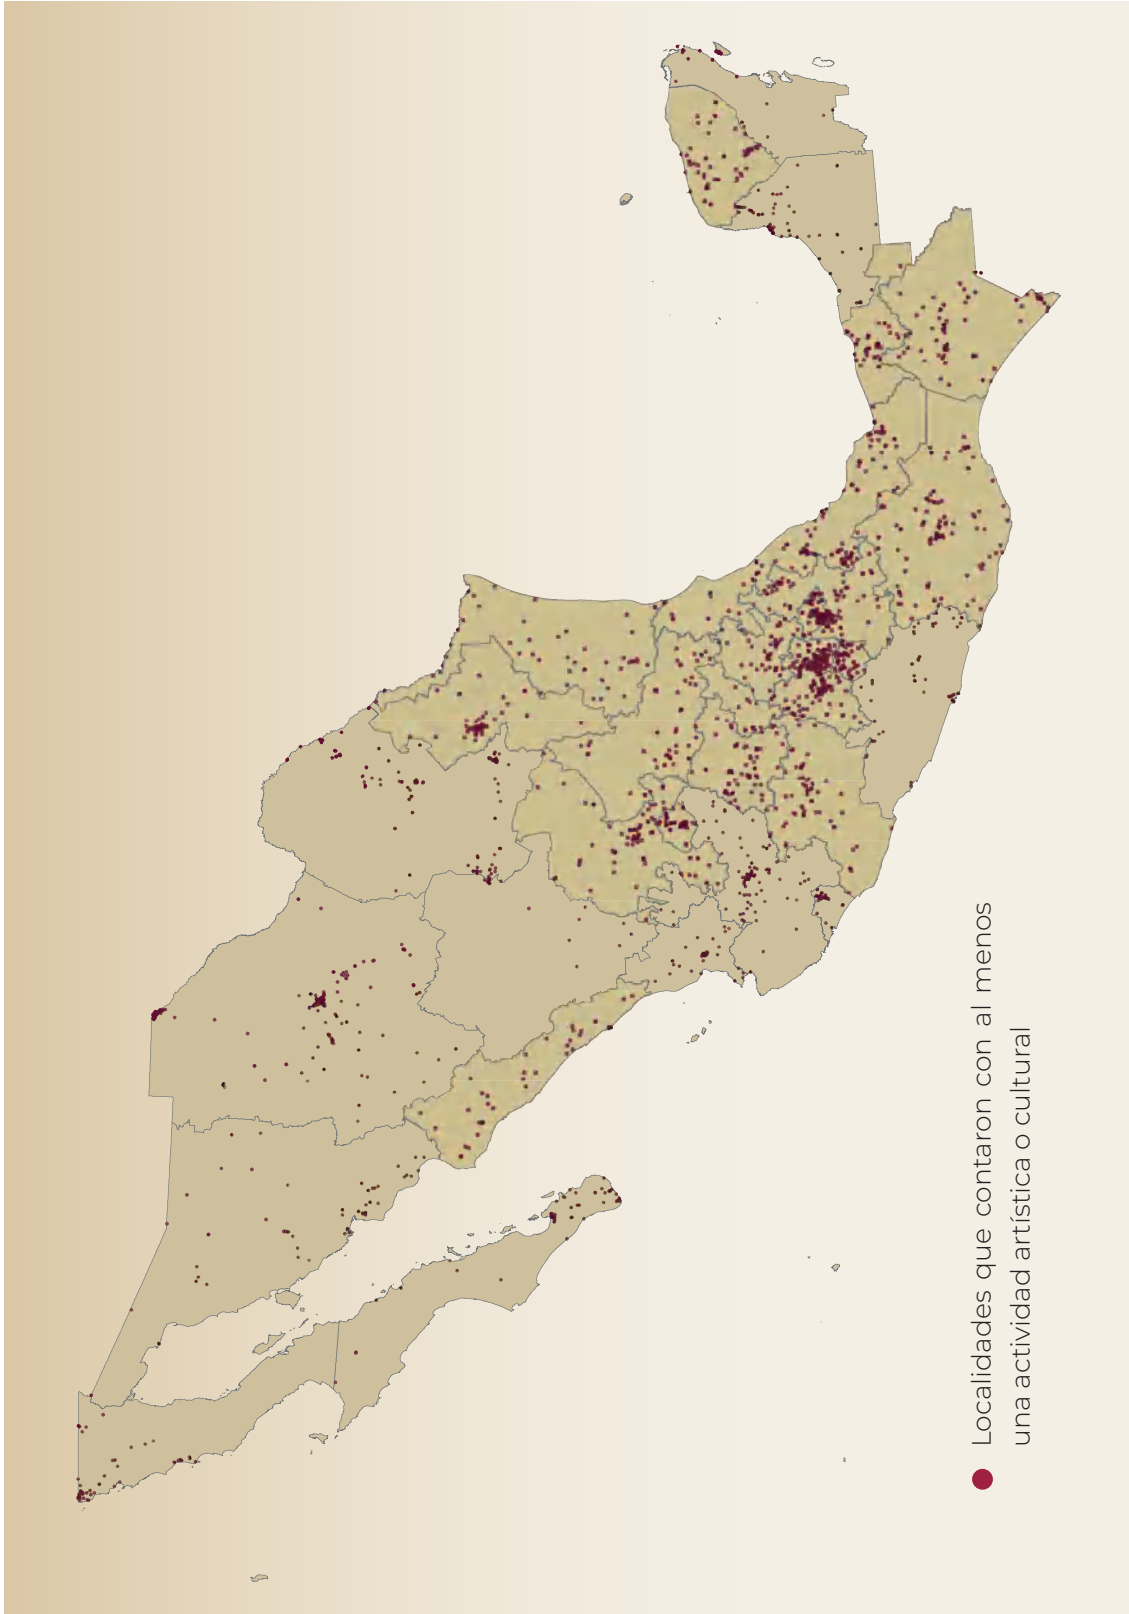 Localidades que contaron con al menos
una actividad artística o cultural